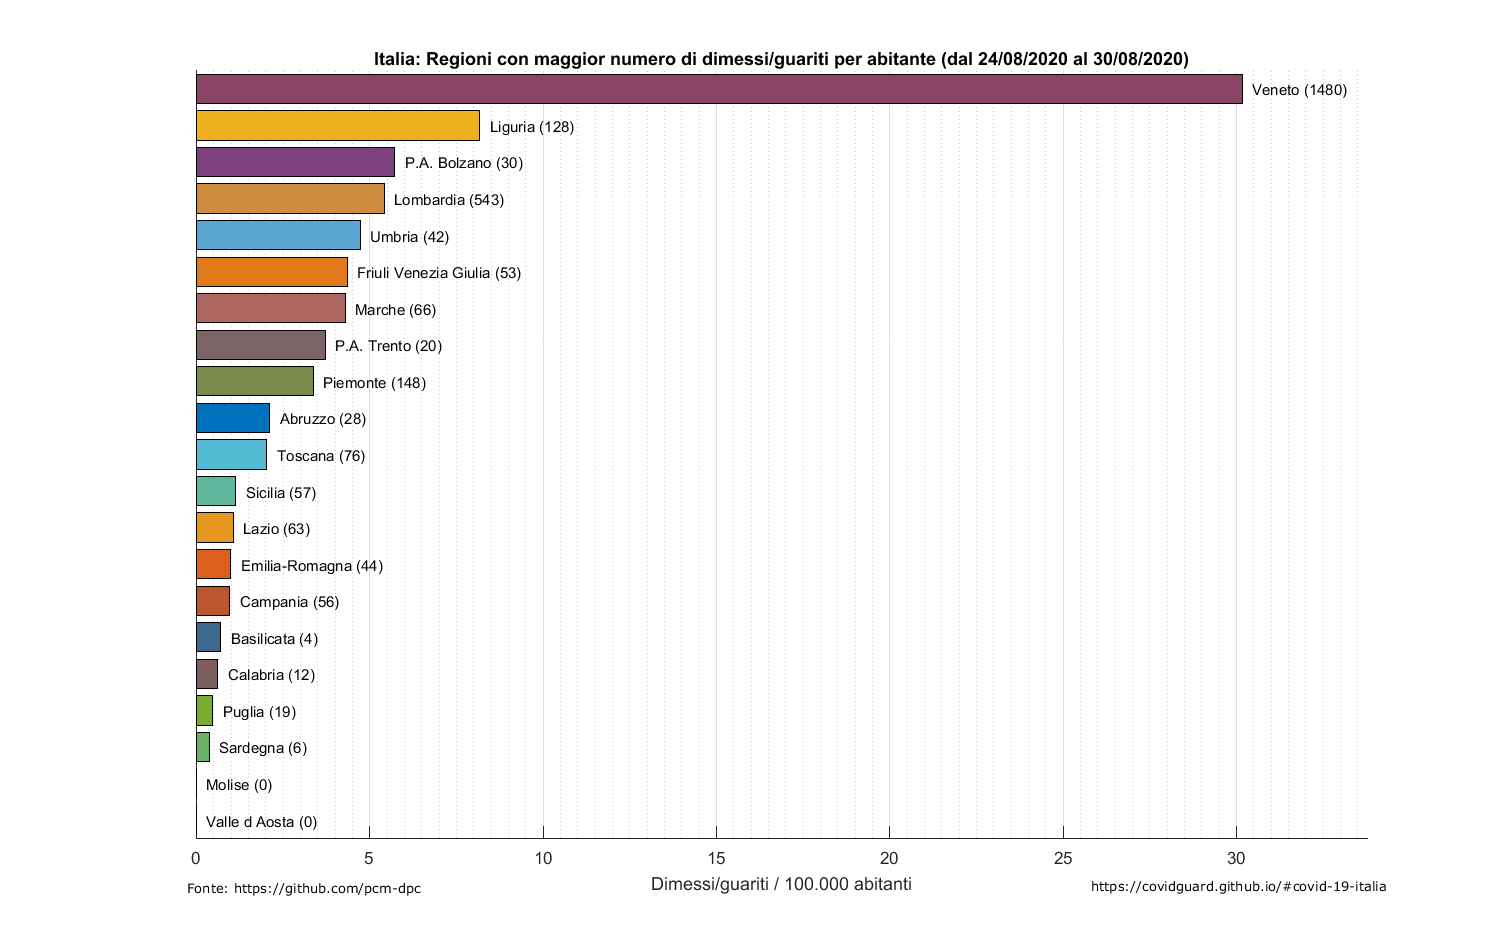 Italia: Regioni con maggior numero di dimessi/guariti per abitante (dal 24/08/2020 al 30/08/2020)
Veneto (1480)
Liguria (128)
P.A. Bolzano (30)
Lombardia (543)
Umbria (42)
Friuli Venezia Giulia (53)
Marche (66)
P.A. Trento (20)
Piemonte (148)
Abruzzo (28)
Toscana (76)
Sicilia (57)
Lazio (63)
Emilia-Romagna (44)
Campania (56)
Basilicata (4)
Calabria (12)
Puglia (19)
Sardegna (6)
Molise (0)
Valle d Aosta (0)
0 5 10 15 20 25 30
Dimessi/guariti / 100.000 abitanti
Fonte: https://github.com/pcm-dpc
https://covidguard.github.io/#covid-19-italia